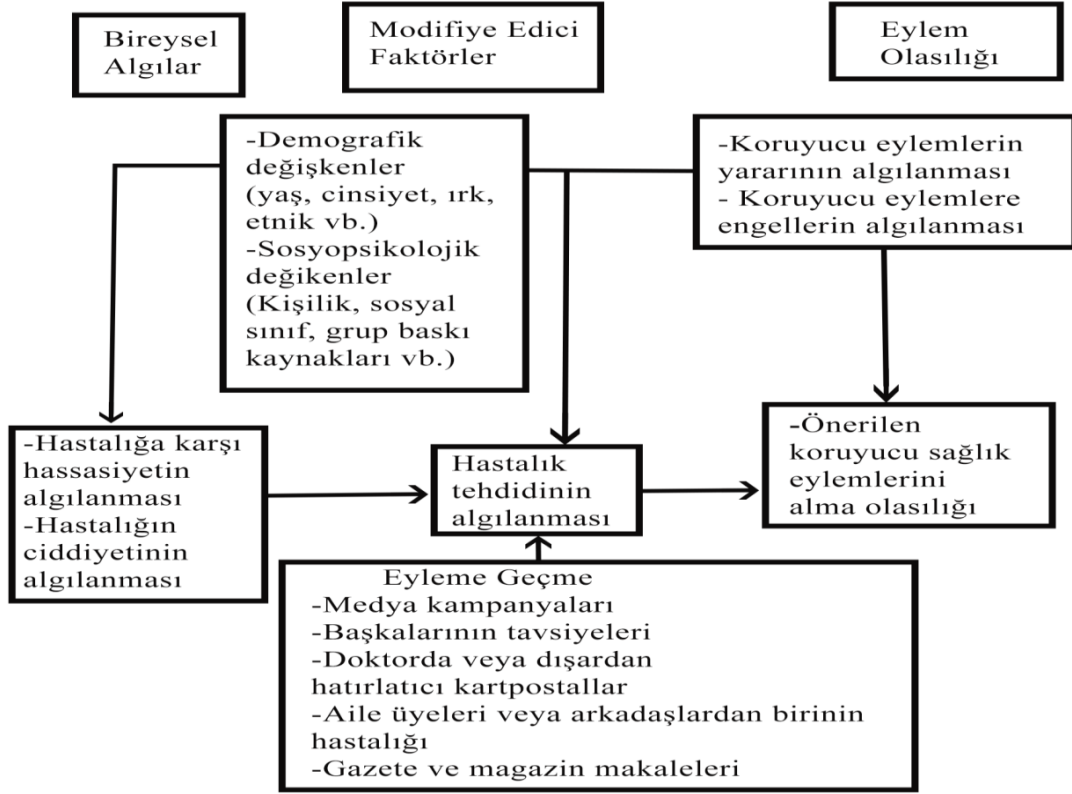 Bireysel
Algılar
Modifiye Edici
Faktörler
Eylem
Olasılığı
-Demografik
değişkenler
(yaş, cinsiyet, ırk,
etnik vb.)
-Sosyopsikolojik
değikenler
(Kişilik, sosyal
sınıf, grup baskı
kaynakları vb.)
-Koruyucu eylemlerin
yararının algılanması
- Koruyucu eylemlere
engellerin algılanması
-Hastalığa karşı
hassasiyetin
algılanması
-Hastalığın
ciddiyetinin
algılanması
Hastalık
tehdidinin
algılanması
-Önerilen
koruyucu sağlık
eylemlerini
alma olasılığı
Eyleme Geçme
-Medya kampanyaları
-Başkalarının tavsiyeleri
-Doktorda veya dışardan
hatırlatıcı kartpostallar
-Aile üyeleri veya arkadaşlardan birinin
hastalığı
-Gazete ve magazin makaleleri